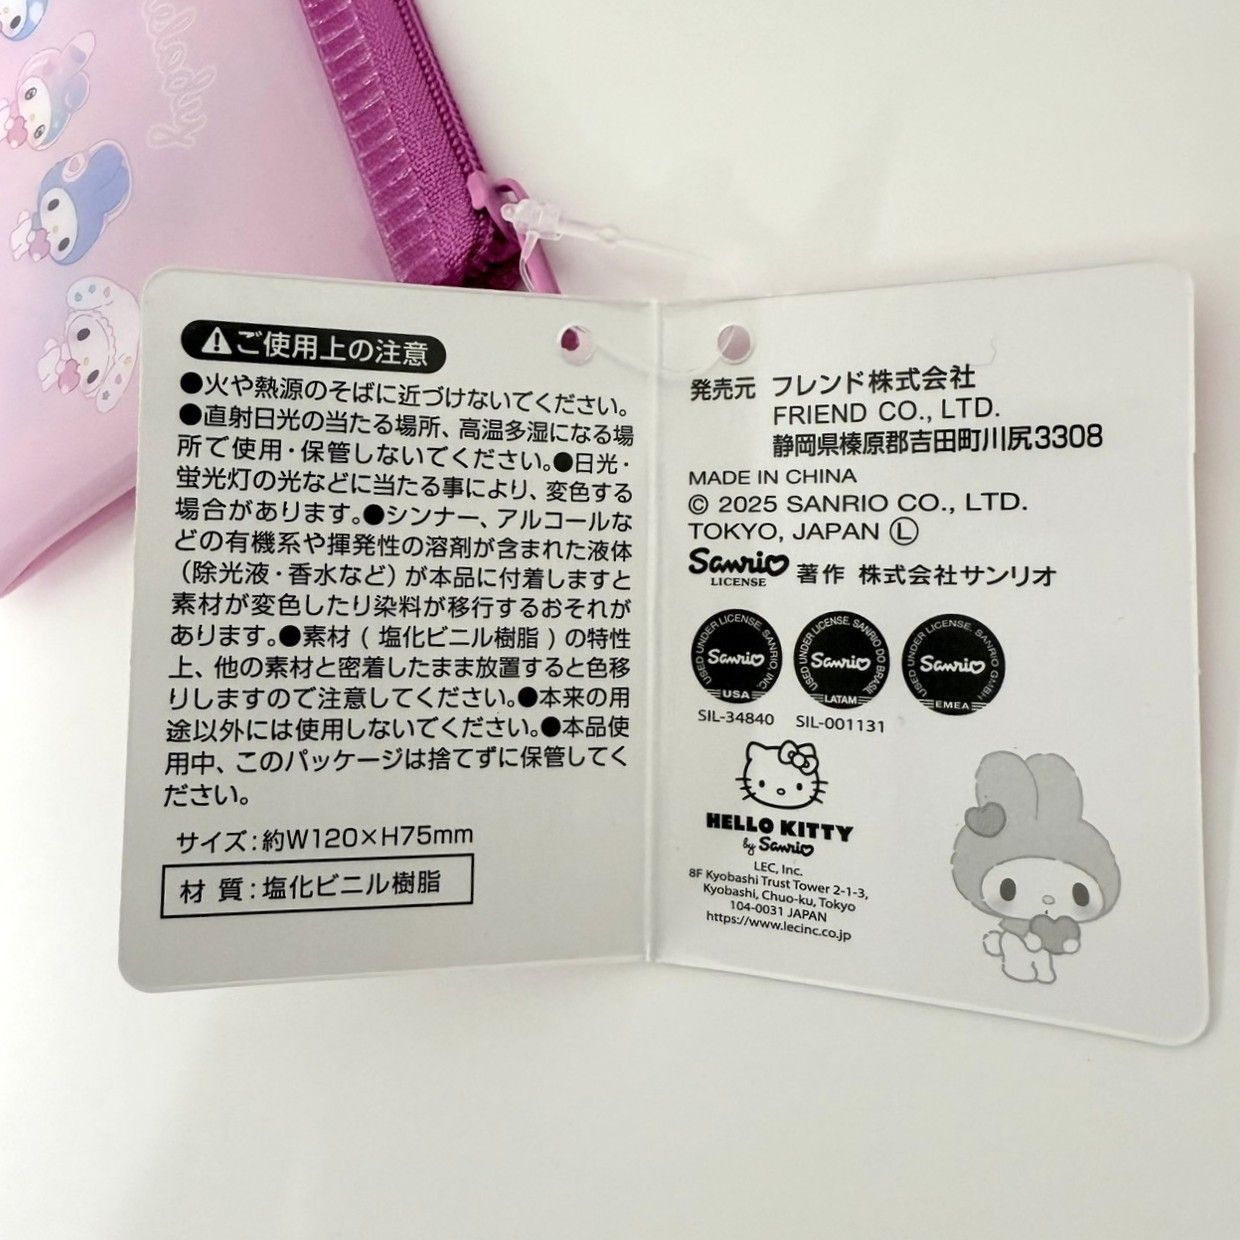 elody
⚠ご使用上の注意
●火や熱源のそばに近づけないでください。
●直射日光の当たる場所、高温多湿になる場
所で使用・保管しないでください。●日光・
蛍光灯の光などに当たる事により、変色する
場合があります。●シンナー、アルコールな
どの有機系や揮発性の溶剤が含まれた液体
(除光液・香水など)が本品に付着しますと
素材が変色したり染料が移行するおそれが
あります。●素材(塩化ビニル樹脂)の特性
上、他の素材と密着したまま放置すると色移
りしますので注意してください。●本来の用
途以外には使用しないでください。●本品使
用中、このパッケージは捨てずに保管してく
ださい。
サイズ:約W120×H75mm
材 質:塩化ビニル樹脂
発売元 フレンド株式会社
FRIEND CO., LTD.
静岡県榛原郡吉田町川尻3308
MADE IN CHINA
© 2025 SANRIO CO., LTD.
TOKYO, JAPAN Ⓛ
Sanrio LICENSE 著作 株式会社サンリオ
USED UNDER LICENSE. SANRIO, INC. Sanrio USA
USED UNDER LICENSE. SANRIO DO BRASIL Sanrio LATAM
USED UNDER LICENSE. SANRIO GMBH Sanrio EMEA
SIL-34840 SIL-001131
HELLO KITTY
by Sanrio
LEC, Inc.
8F Kyobashi Trust Tower 2-1-3,
Kyobashi, Chuo-ku, Tokyo
104-0031 JAPAN
https://www.lecinc.co.jp